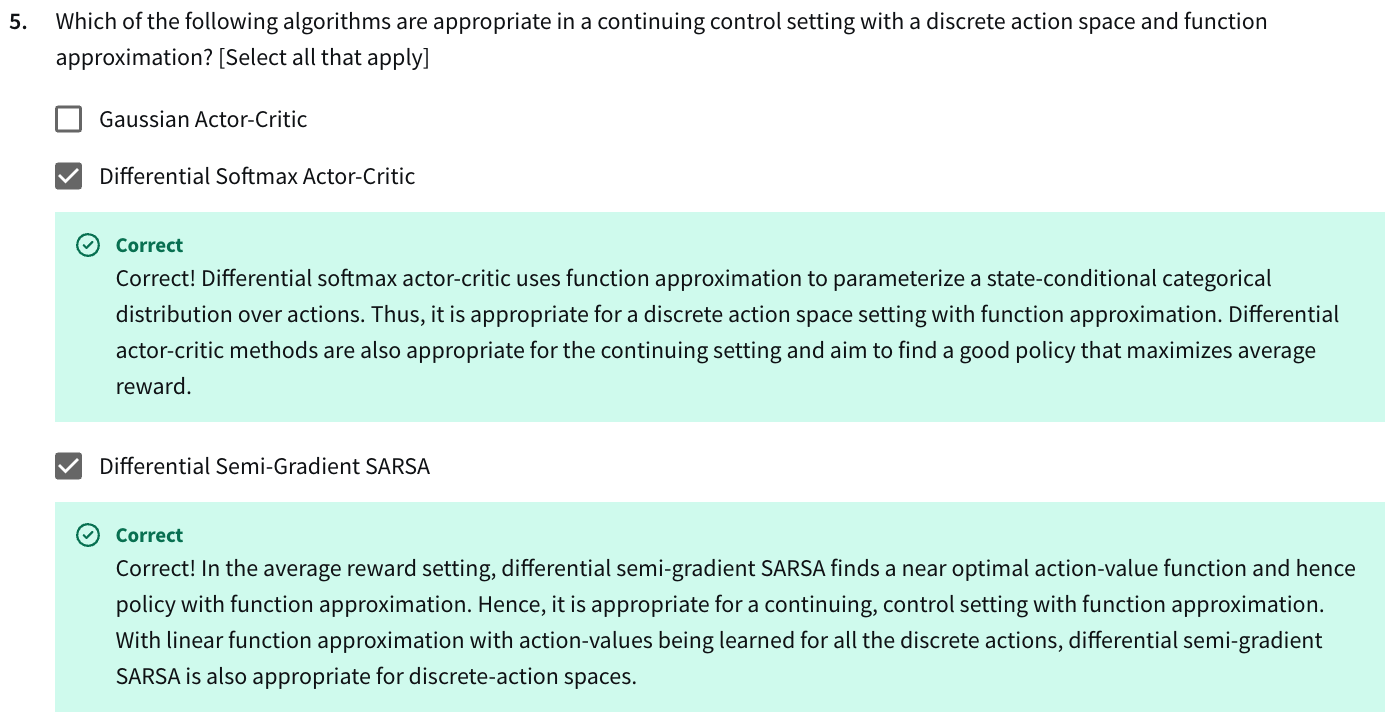 5. Which of the following algorithms are appropriate in a continuing control setting with a discrete action space and function
approximation? [Select all that apply]
Gaussian Actor-Critic
Differential Softmax Actor-Critic
Correct
Correct! Differential softmax actor-critic uses function approximation to parameterize a state-conditional categorical
distribution over actions. Thus, it is appropriate for a discrete action space setting with function approximation. Differential
actor-critic methods are also appropriate for the continuing setting and aim to find a good policy that maximizes average
reward.
Differential Semi-Gradient SARSA
Correct
Correct! In the average reward setting, differential semi-gradient SARSA finds a near optimal action-value function and hence
policy with function approximation. Hence, it is appropriate for a continuing, control setting with function approximation.
With linear function approximation with action-values being learned for all the discrete actions, differential semi-gradient
SARSA is also appropriate for discrete-action spaces.